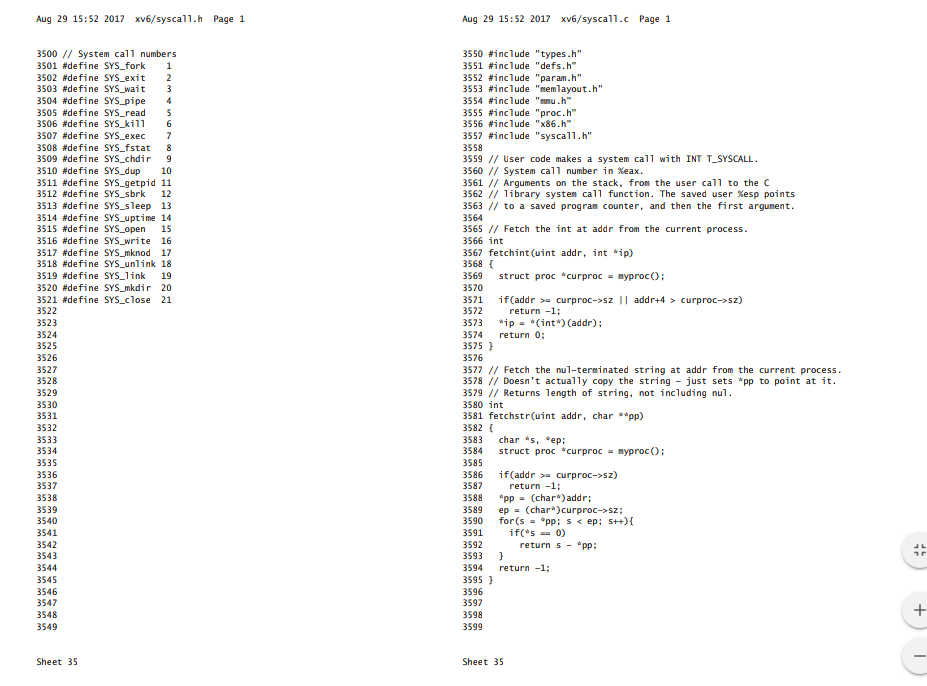 Aug 29 15:52 2017  xv6/syscall.h  Page 1
3500 // System call numbers
3501 #define SYS_fork    1
3502 #define SYS_exit    2
3503 #define SYS_wait    3
3504 #define SYS_pipe    4
3505 #define SYS_read    5
3506 #define SYS_kill    6
3507 #define SYS_exec    7
3508 #define SYS_fstat   8
3509 #define SYS_chdir   9
3510 #define SYS_dup    10
3511 #define SYS_getpid 11
3512 #define SYS_sbrk   12
3513 #define SYS_sleep  13
3514 #define SYS_uptime 14
3515 #define SYS_open   15
3516 #define SYS_write  16
3517 #define SYS_mknod  17
3518 #define SYS_unlink 18
3519 #define SYS_link   19
3520 #define SYS_mkdir  20
3521 #define SYS_close  21
3522
3523
3524
3525
3526
3527
3528
3529
3530
3531
3532
3533
3534
3535
3536
3537
3538
3539
3540
3541
3542
3543
3544
3545
3546
3547
3548
3549
Sheet 35
Aug 29 15:52 2017  xv6/syscall.c  Page 1
3550 #include "types.h"
3551 #include "defs.h"
3552 #include "param.h"
3553 #include "memlayout.h"
3554 #include "mmu.h"
3555 #include "proc.h"
3556 #include "x86.h"
3557 #include "syscall.h"
3558
3559 // User code makes a system call with INT T_SYSCALL.
3560 // System call number in %eax.
3561 // Arguments on the stack, from the user call to the C
3562 // library system call function. The saved user %esp points
3563 // to a saved program counter, and then the first argument.
3564
3565 // Fetch the int at addr from the current process.
3566 int
3567 fetchint(uint addr, int *ip)
3568 {
3569   struct proc *curproc = myproc();
3570
3571   if(addr >= curproc->sz || addr+4 > curproc->sz)
3572     return -1;
3573   *ip = *(int*)(addr);
3574   return 0;
3575 }
3576
3577 // Fetch the nul-terminated string at addr from the current process.
3578 // Doesn't actually copy the string - just sets *pp to point at it.
3579 // Returns length of string, not including nul.
3580 int
3581 fetchstr(uint addr, char **pp)
3582 {
3583   char *s, *ep;
3584   struct proc *curproc = myproc();
3585
3586   if(addr >= curproc->sz)
3587     return -1;
3588   *pp = (char*)addr;
3589   ep = (char*)curproc->sz;
3590   for(s = *pp; s < ep; s++){
3591     if(*s == 0)
3592       return s - *pp;
3593   }
3594   return -1;
3595 }
3596
3597
3598
3599
Sheet 35